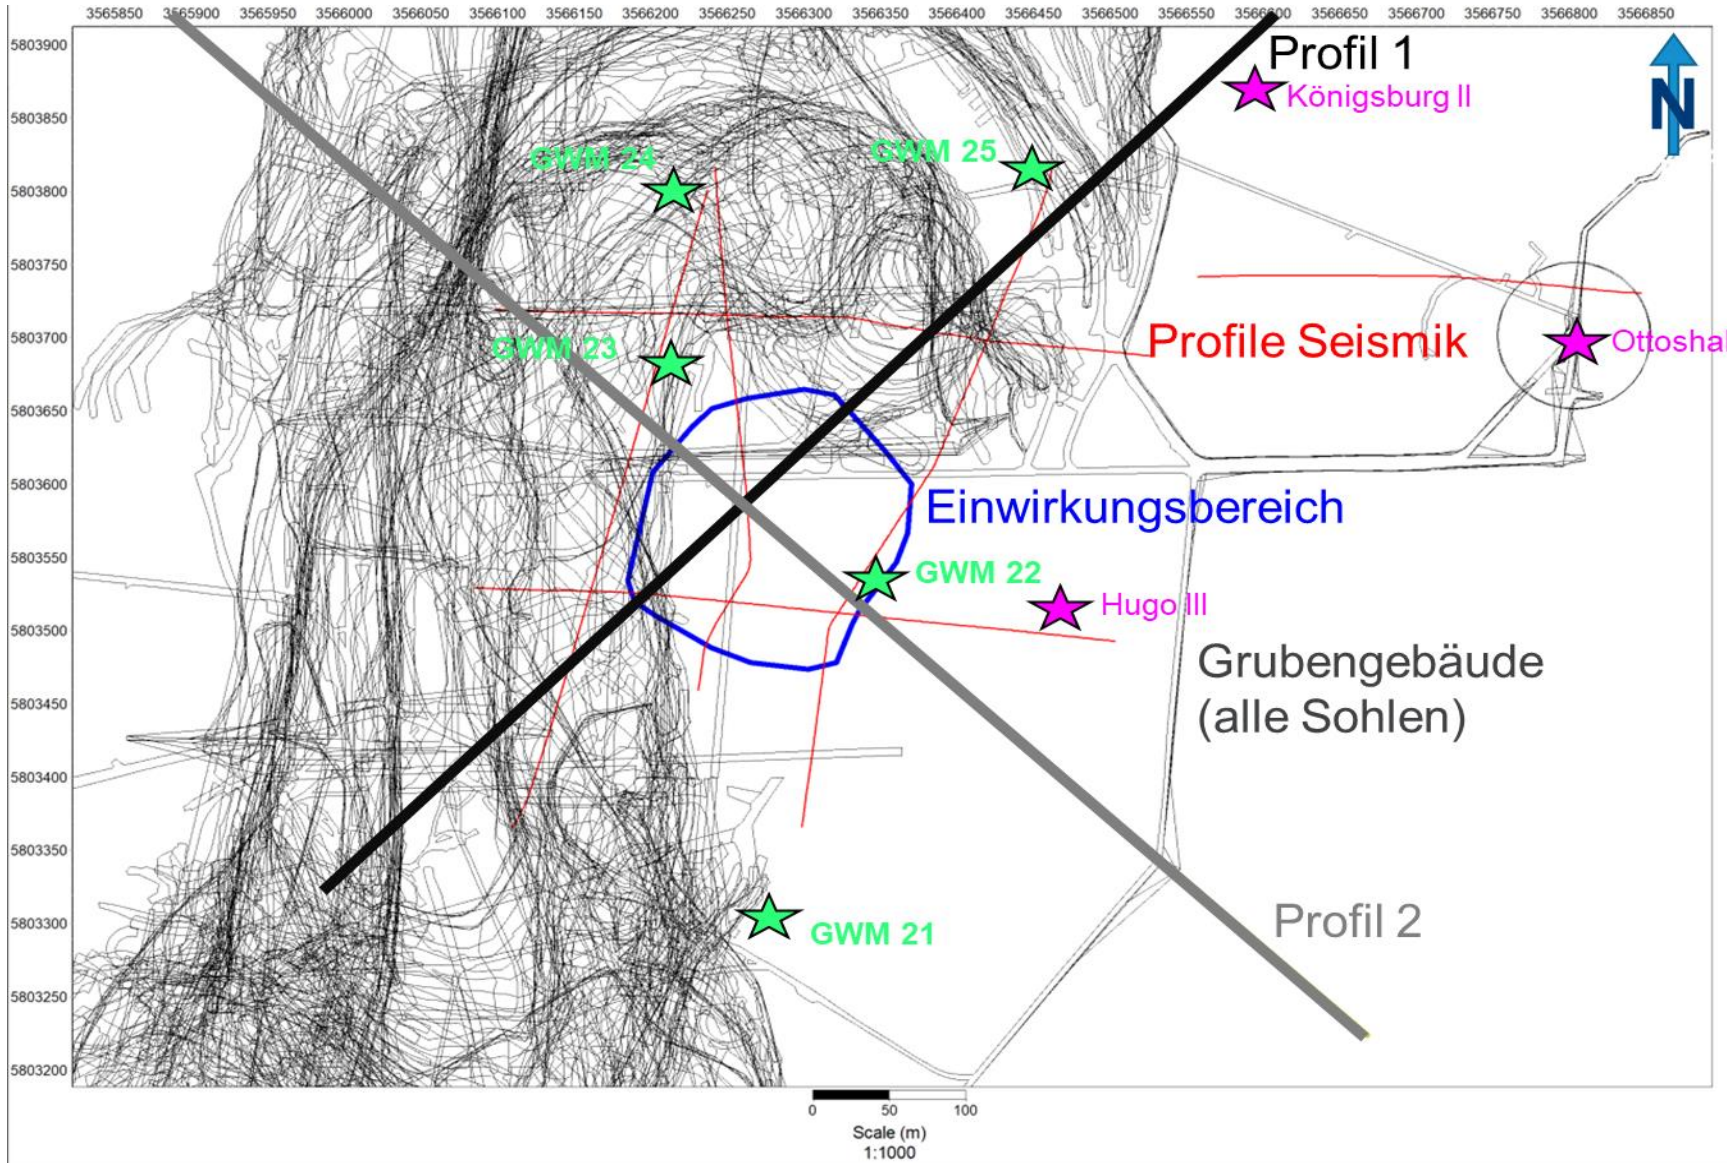 3565850 3565900 3565950 3566000 3566050 3566100 3566150 3566200 3566250 3566300 3566350 3566400 3566450 3566500 3566550 3566600 3566650 3566700 3566750 3566800 3566850
5803900
Profil 1
N
Königsburg II
5803850
GWM 24
GWM 25
5803800
5803750
5803700
GWM 23
Profile Seismik
Ottoshal
5803650
5803600
Einwirkungsbereich
5803550
GWM 22
Hugo III
5803500
Grubengebäude
(alle Sohlen)
5803450
5803400
5803350
5803300
GWM 21
Profil 2
5803250
5803200
0 50 100
Scale (m)
1:1000